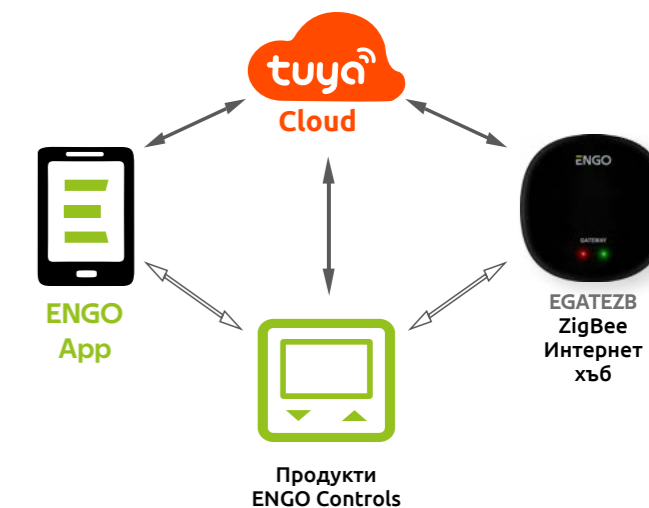 tuya
Cloud
ENGO
GATEWAY
ENGO
App
EGATEZB
ZigBee
Интернет
хъб
Продукти
ENGO Controls